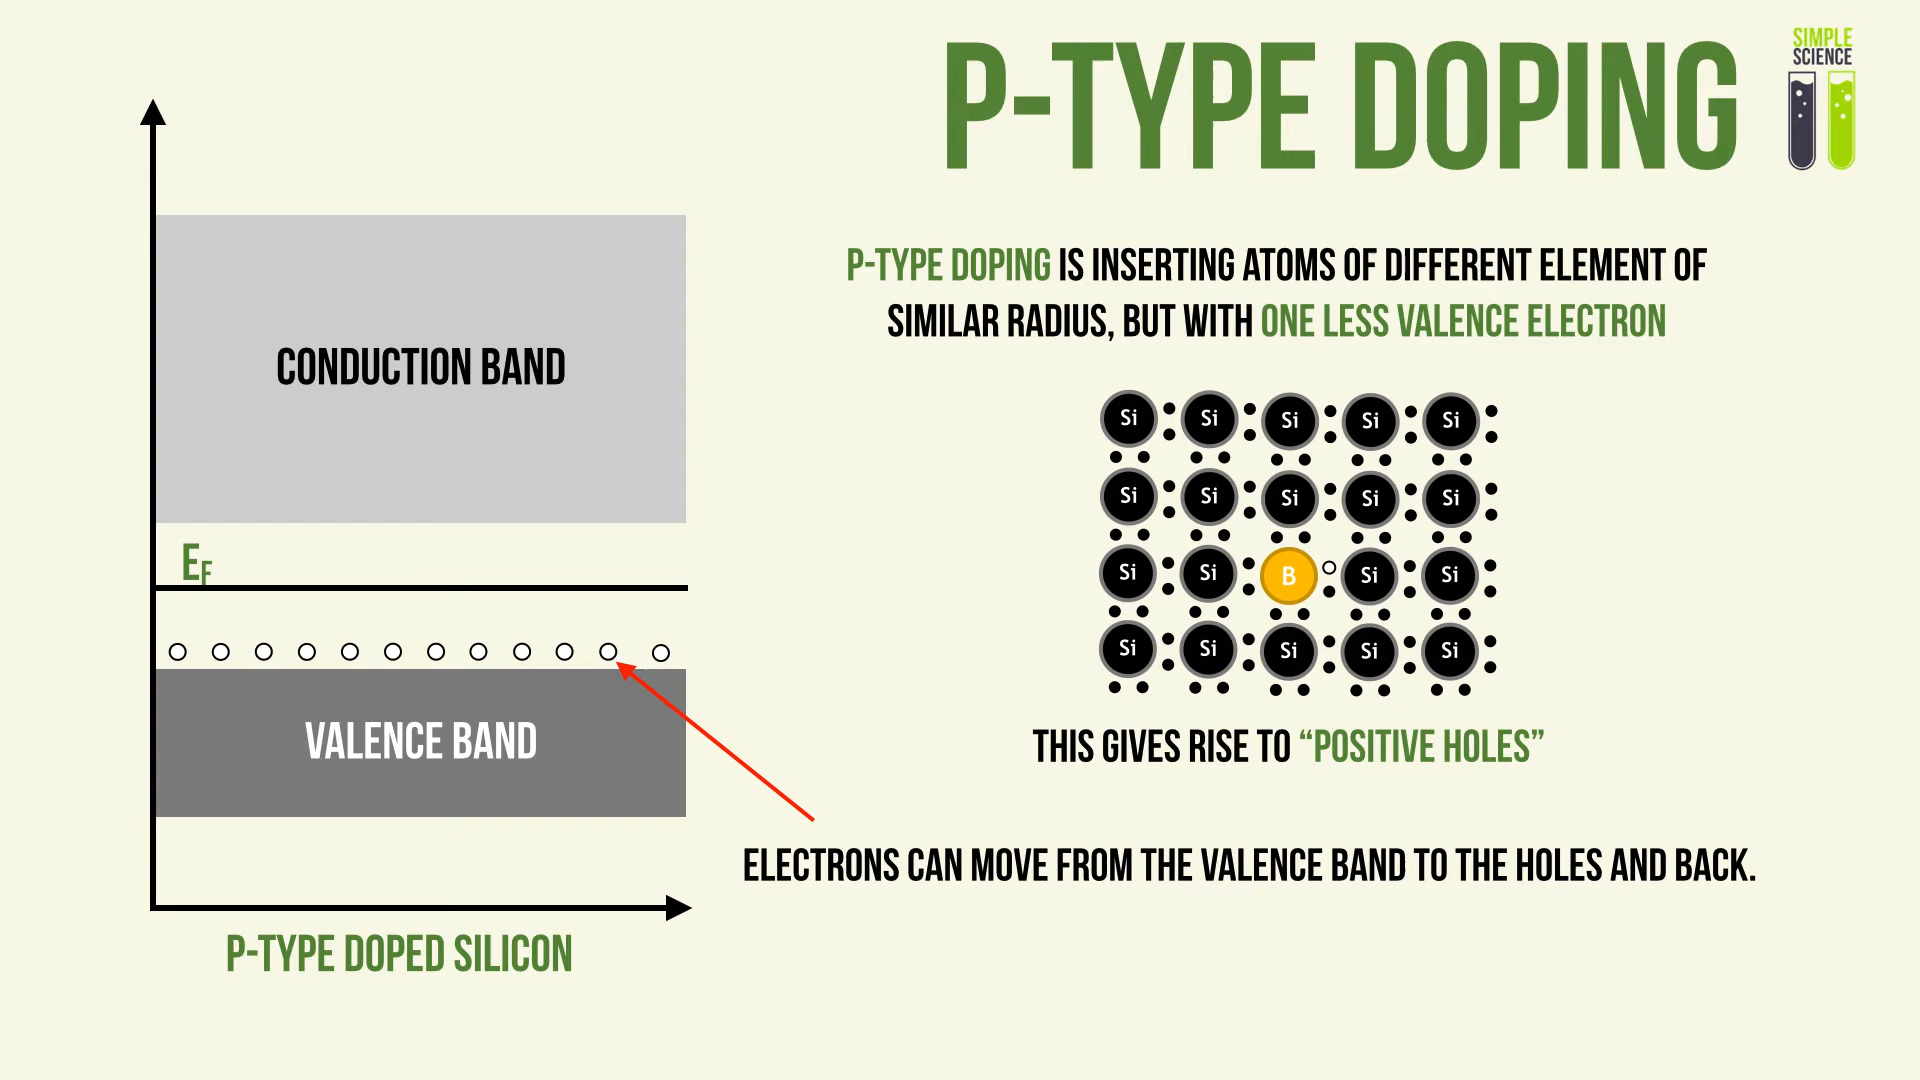 P-TYPE DOPING
SIMPLE
SCIENCE
P-TYPE DOPING IS INSERTING ATOMS OF DIFFERENT ELEMENT OF
SIMILAR RADIUS, BUT WITH ONE LESS VALENCE ELECTRON
CONDUCTION BAND
EF
VALENCE BAND
P-TYPE DOPED SILICON
Si Si Si Si Si
Si Si Si Si Si
Si Si B Si Si
Si Si Si Si Si
THIS GIVES RISE TO “POSITIVE HOLES”
ELECTRONS CAN MOVE FROM THE VALENCE BAND TO THE HOLES AND BACK.